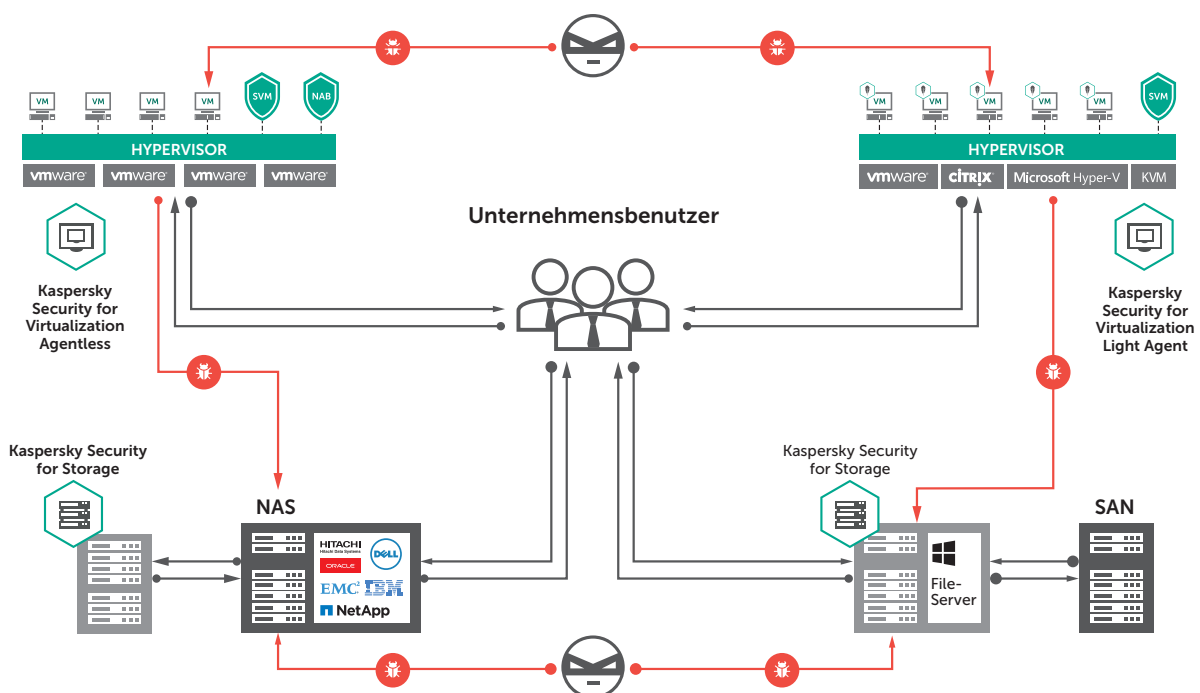 VM
VM
VM
VM
SVM
NAB
HYPERVISOR
vmware
vmware
vmware
vmware
Kaspersky
Security for
Virtualization
Agentless
VM
VM
VM
VM
VM
SVM
HYPERVISOR
vmware
CITRIX
Microsoft Hyper-V
KVM
Kaspersky
Security for
Virtualization
Light Agent
Unternehmensbenutzer
Kaspersky Security
for Storage
NAS
HITACHI
Hitachi Data Systems
DELL
ORACLE
EMC²
IBM
NetApp
Kaspersky Security
for Storage
File-
Server
SAN